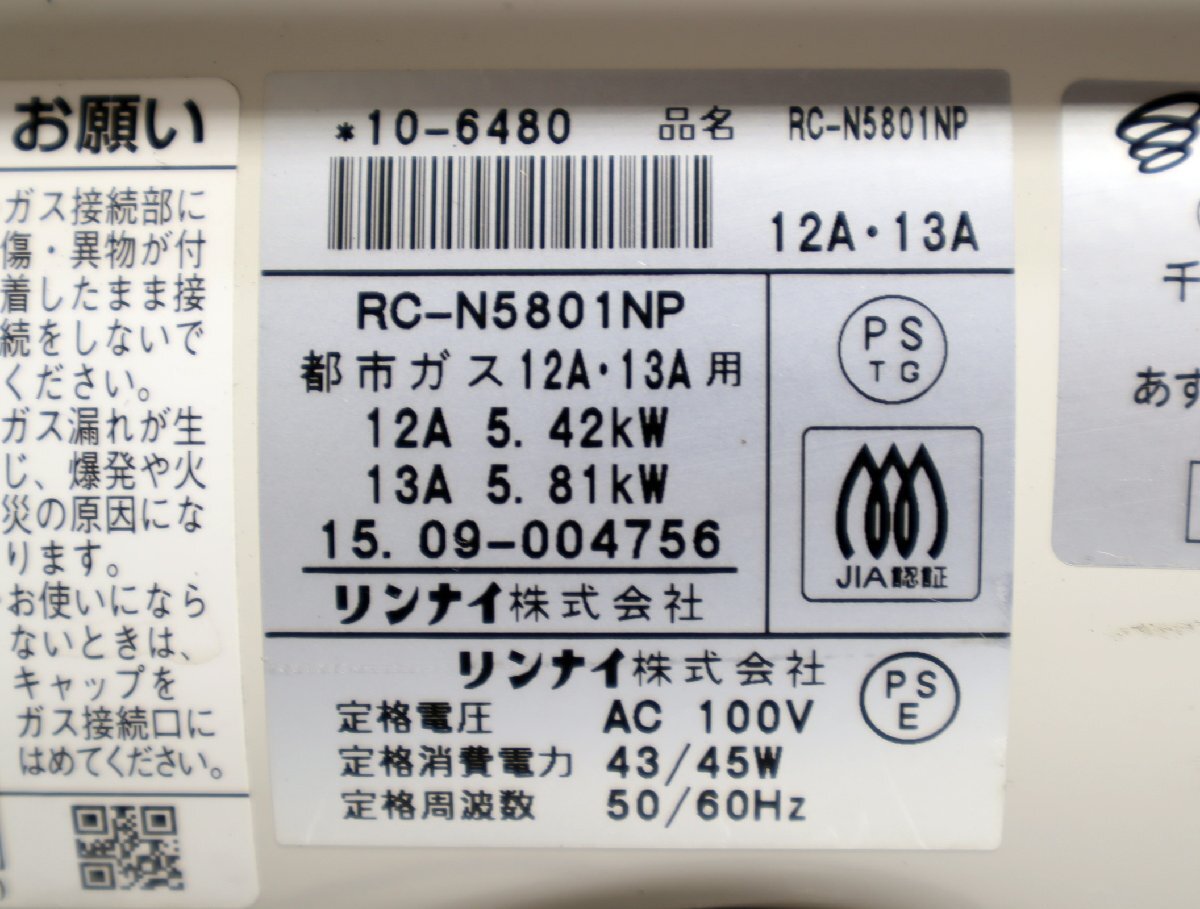 お願い
ガス接続部に
傷・異物が付
着したまま接
続をしないで
ください。
ガス漏れが生
じ、爆発や火
災の原因にな
ります。
お使いになら
ないときは、
キャップを
ガス接続口に
はめてください。
*10-6480 品名 RC-N5801NP
12A・13A
RC-N5801NP
都市ガス12A・13A用
12A 5.42kW
13A 5.81kW
15.09-004756
リンナイ株式会社
PS
TG
JIA認証
リンナイ株式会社
定格電圧 AC 100V
定格消費電力 43/45W
定格周波数 50/60Hz
PS
E
千
あす